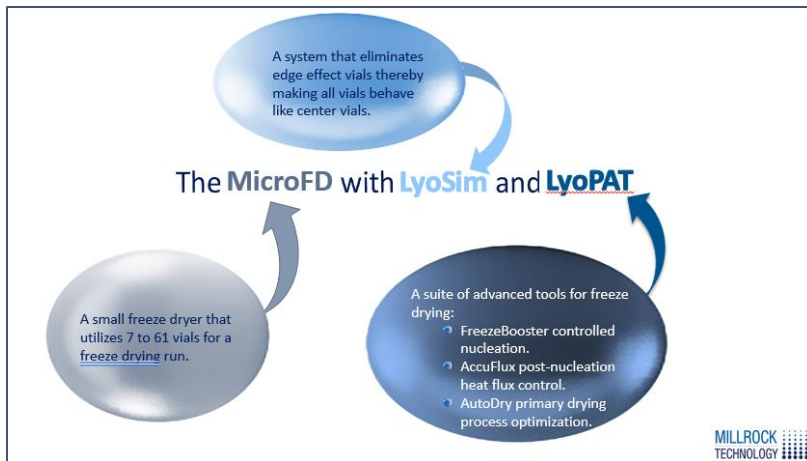 A system that eliminates
edge effect vials thereby
making all vials behave
like center vials.
The MicroFD with LyoSim and LyoPAT
A small freeze dryer that
utilizes 7 to 61 vials for a
freeze drying run.
A suite of advanced tools for freeze
drying:
FreezeBooster controlled
nucleation.
AccuFlux post-nucleation
heat flux control.
AutoDry primary drying
process optimization.
MILLROCK
TECHNOLOGY